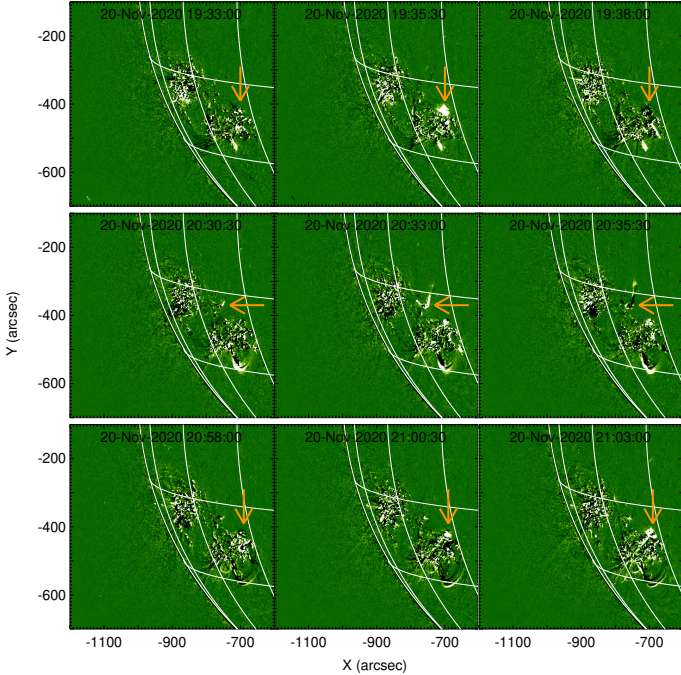 20-Nov-2020 19:33:00 20-Nov-2020 19:35:30 20-Nov-2020 19:38:00
-200
-400
-600
20-Nov-2020 20:30:30 20-Nov-2020 20:33:00 20-Nov-2020 20:35:30
-200
-400
-600
Y (arcsec)
20-Nov-2020 20:58:00 20-Nov-2020 21:00:30 20-Nov-2020 21:03:00
-200
-400
-600
-1100 -900 -700 -1100 -900 -700 -1100 -900 -700
X (arcsec)